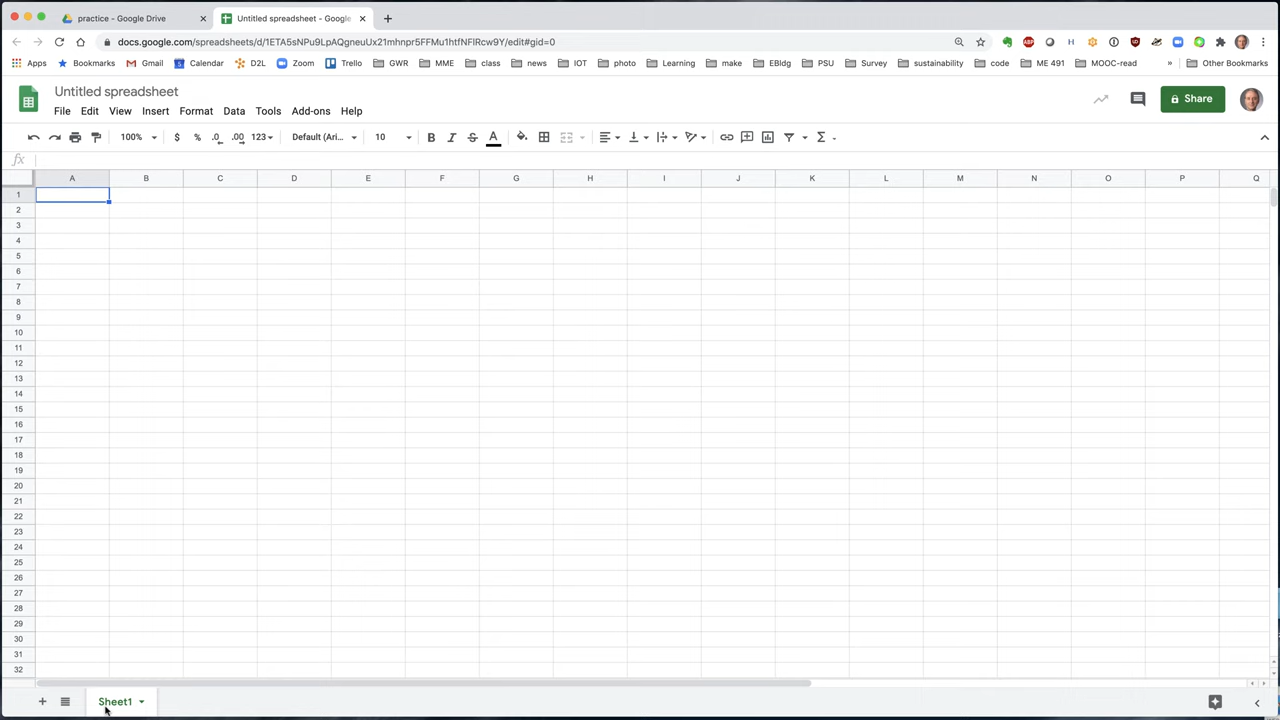 practice - Google Drive
Untitled spreadsheet - Google
docs.google.com/spreadsheets/d/1ETA5sNPu9LpAQgneuUx21mhnpr5FFMu1htfNFlRcw9Y/edit#gid=0
Apps Bookmarks Gmail Calendar D2L Zoom Trello GWR MME class news IOT photo Learning make EBldg PSU Survey sustainability code ME 491 MOOC-read » Other Bookmarks
Untitled spreadsheet
File Edit View Insert Format Data Tools Add-ons Help
Share
100% $ % .0 .00 123 Default (Ari... 10 B I S A Σ
fx
A B C D E F G H I J K L M N O P Q
1
2
3
4
5
6
7
8
9
10
11
12
13
14
15
16
17
18
19
20
21
22
23
24
25
26
27
28
29
30
31
32
Sheet1